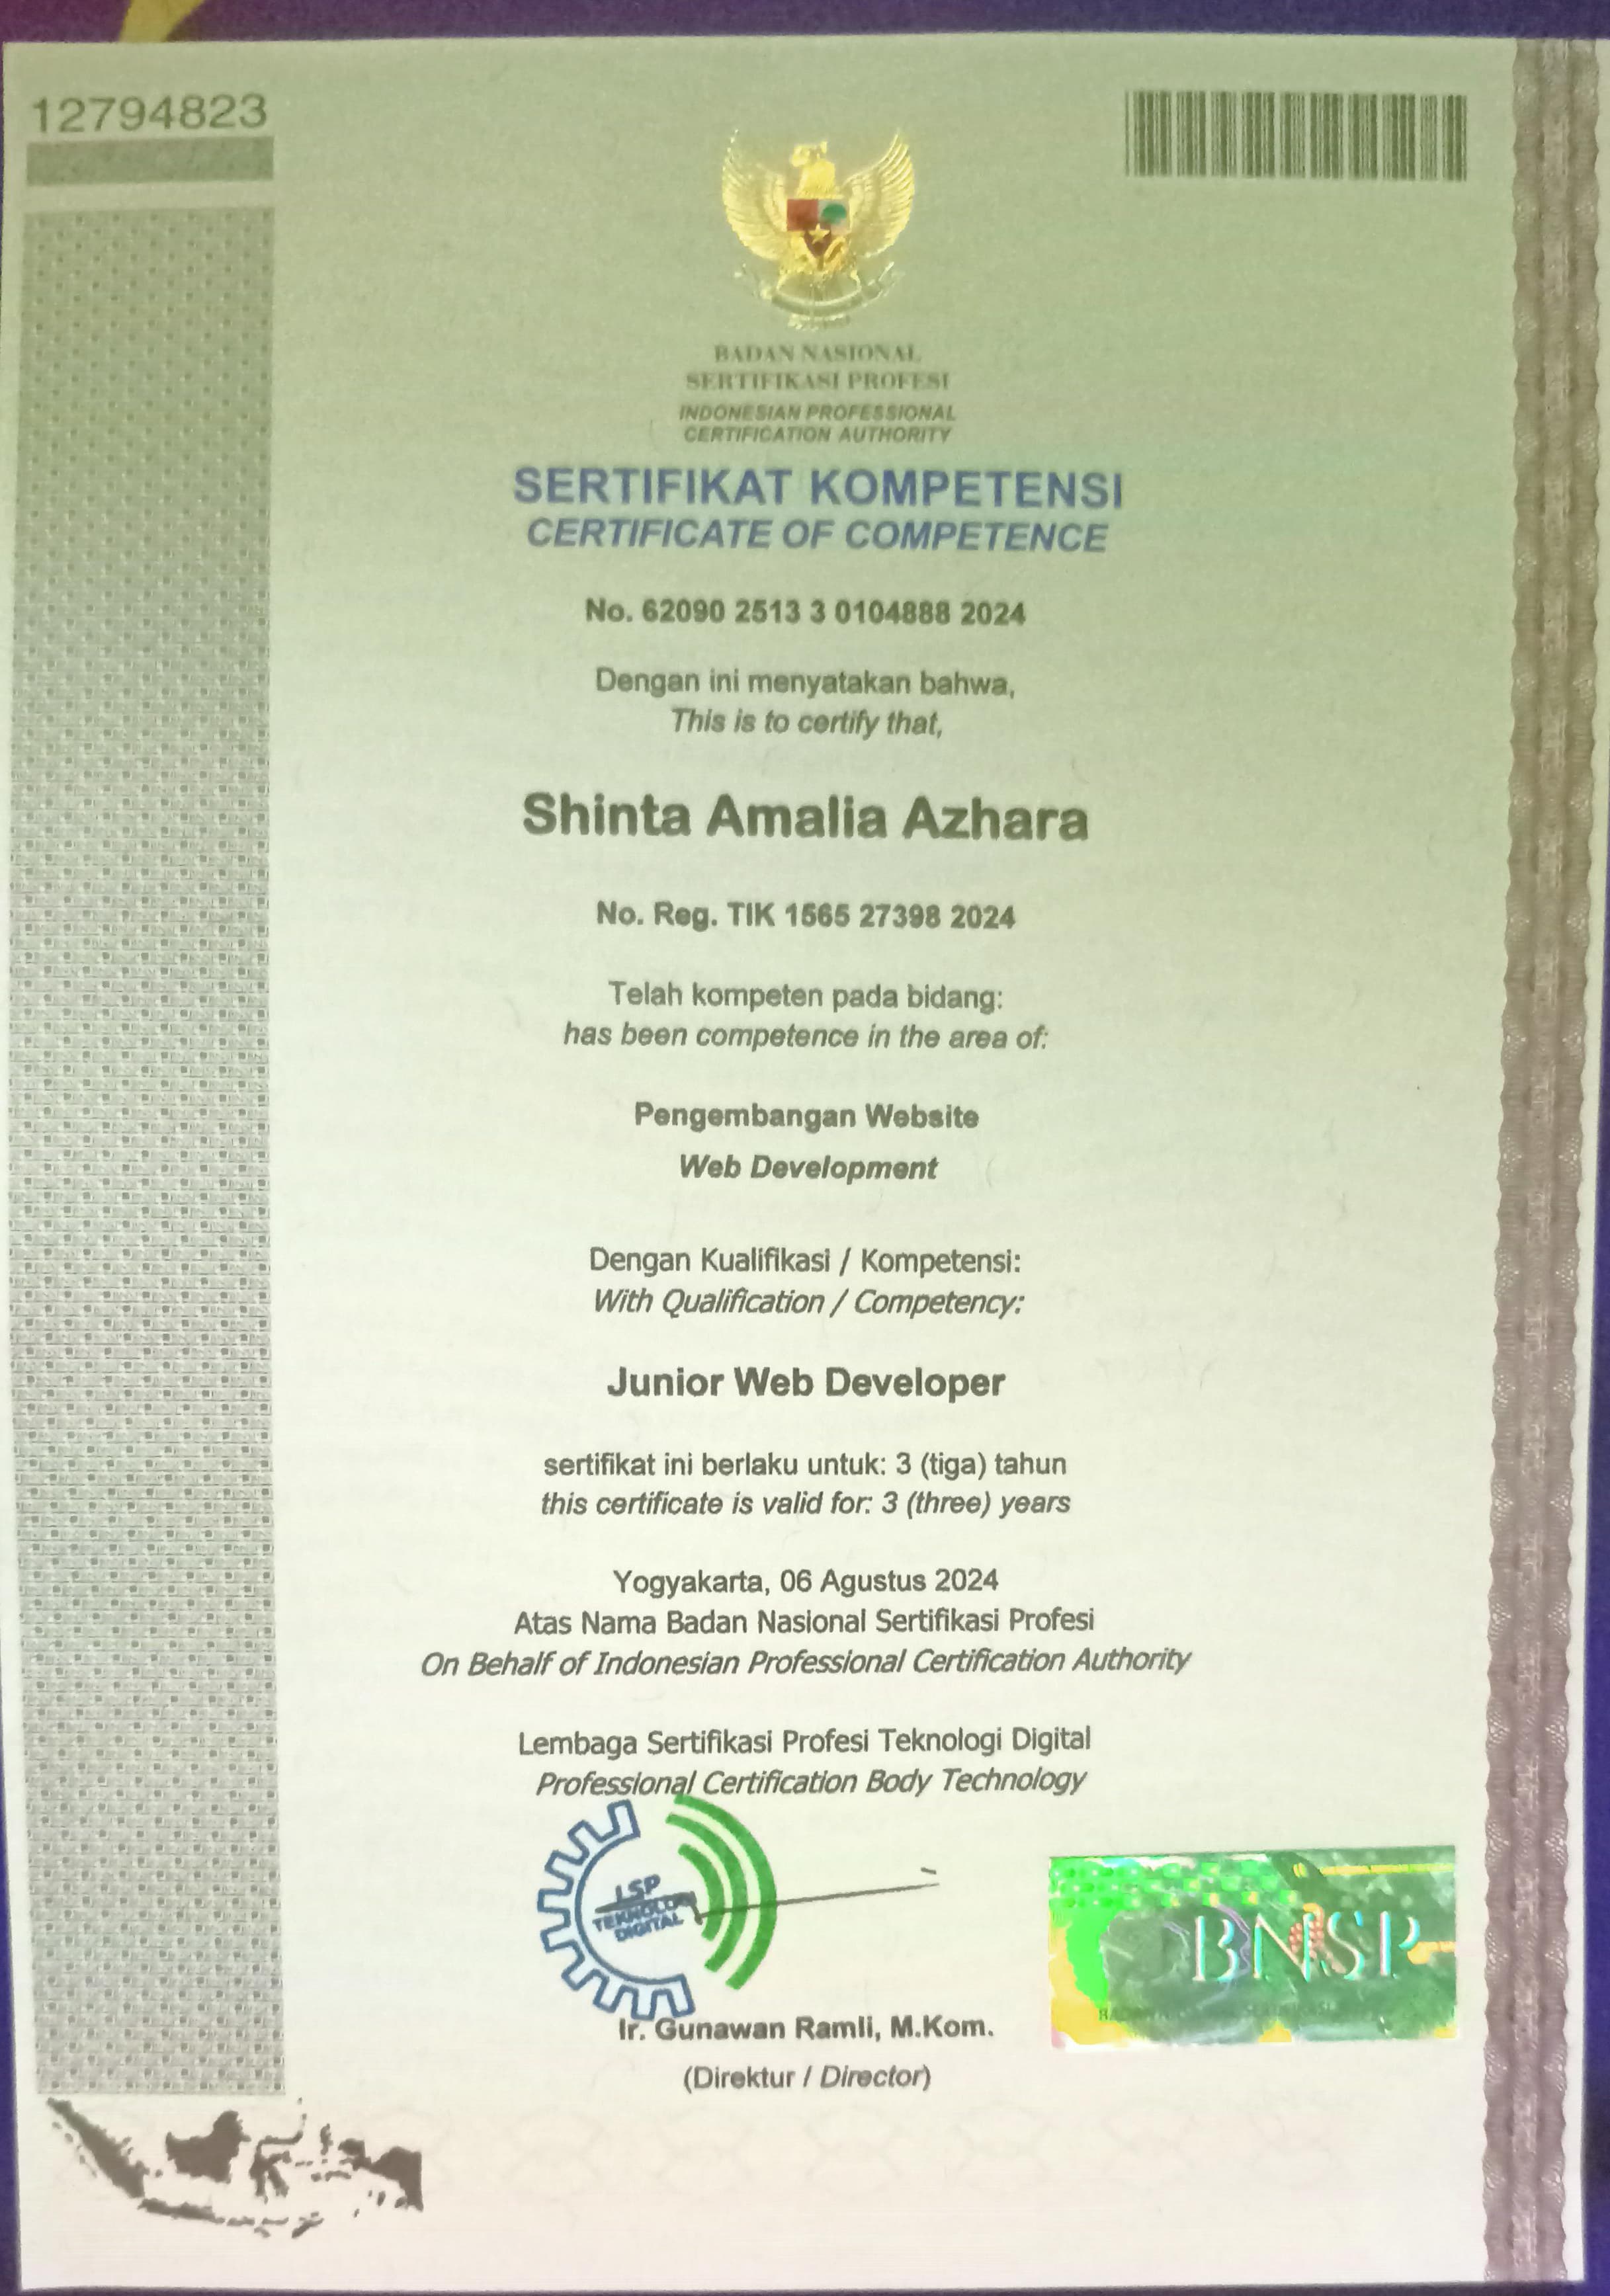 12794823
BADAN NASIONAL
SERTIFIKASI PROFESI
INDONESIAN PROFESSIONAL
CERTIFICATION AUTHORITY
SERTIFIKAT KOMPETENSI
CERTIFICATE OF COMPETENCE
No. 62090 2513 3 0104888 2024
Dengan ini menyatakan bahwa,
This is to certify that,
Shinta Amalia Azhara
No. Reg. TIK 1565 27398 2024
Telah kompeten pada bidang:
has been competence in the area of:
Pengembangan Website
Web Development
Dengan Kualifikasi / Kompetensi:
With Qualification / Competency:
Junior Web Developer
sertifikat ini berlaku untuk: 3 (tiga) tahun
this certificate is valid for: 3 (three) years
Yogyakarta, 06 Agustus 2024
Atas Nama Badan Nasional Sertifikasi Profesi
On Behalf of Indonesian Professional Certification Authority
Lembaga Sertifikasi Profesi Teknologi Digital
Professional Certification Body Technology
LSP
TEKNOLOGI
DIGITAL
BNSP
Ir. Gunawan Ramli, M.Kom.
(Direktur / Director)